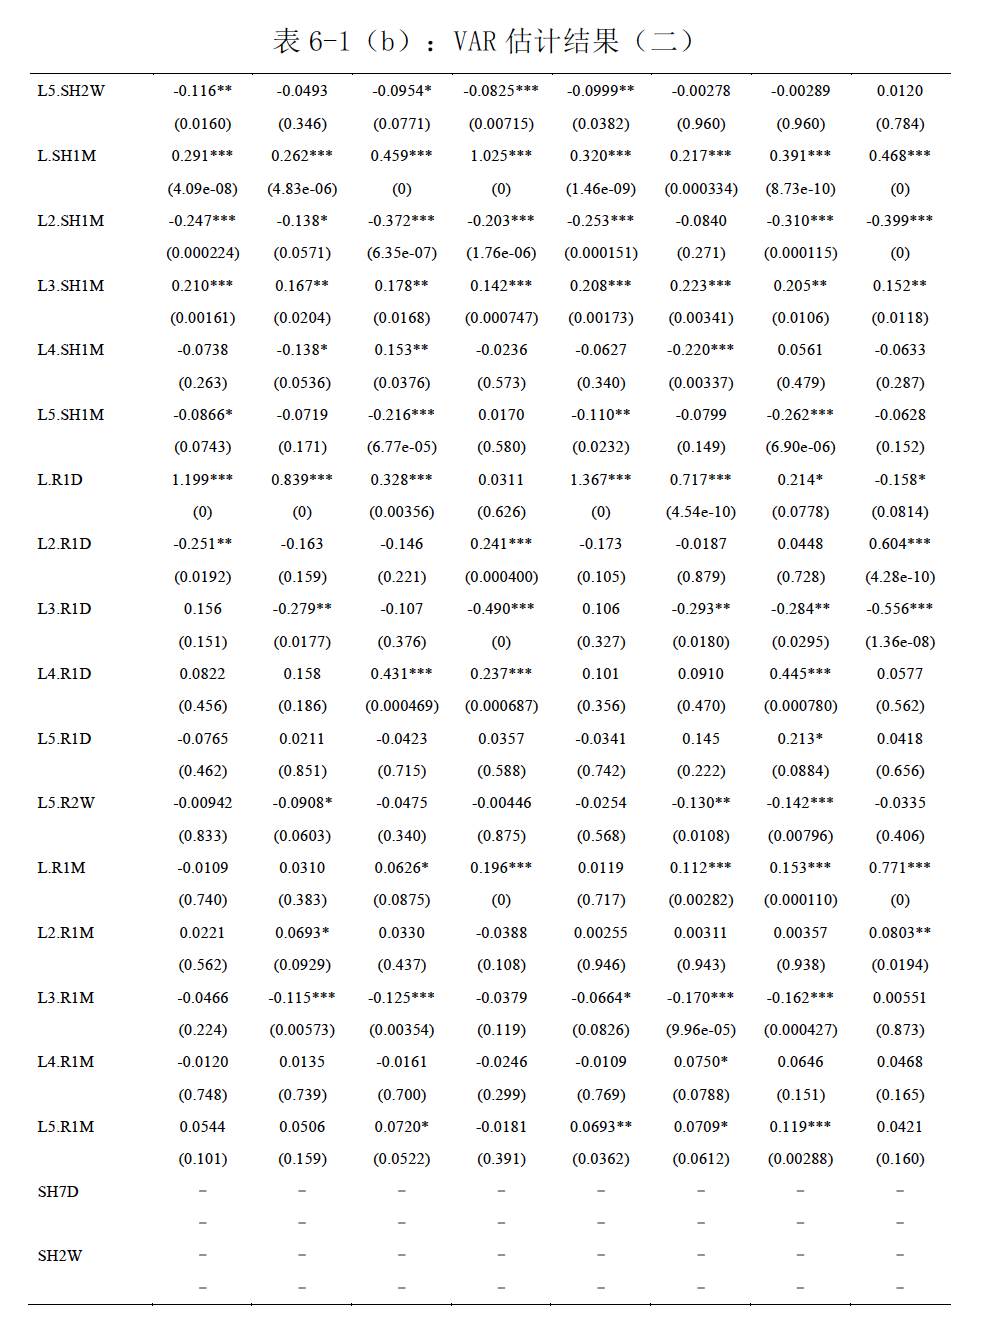 表 6-1（b）：VAR 估计结果（二）
L5.SH2W -0.116** -0.0493 -0.0954* -0.0825*** -0.0999** -0.00278 -0.00289 0.0120
(0.0160) (0.346) (0.0771) (0.00715) (0.0382) (0.960) (0.960) (0.784)
L.SH1M 0.291*** 0.262*** 0.459*** 1.025*** 0.320*** 0.217*** 0.391*** 0.468***
(4.09e-08) (4.83e-06) (0) (0) (1.46e-09) (0.000334) (8.73e-10) (0)
L2.SH1M -0.247*** -0.138* -0.372*** -0.203*** -0.253*** -0.0840 -0.310*** -0.399***
(0.000224) (0.0571) (6.35e-07) (1.76e-06) (0.000151) (0.271) (0.000115) (0)
L3.SH1M 0.210*** 0.167** 0.178** 0.142*** 0.208*** 0.223*** 0.205** 0.152**
(0.00161) (0.0204) (0.0168) (0.000747) (0.00173) (0.00341) (0.0106) (0.0118)
L4.SH1M -0.0738 -0.138* 0.153** -0.0236 -0.0627 -0.220*** 0.0561 -0.0633
(0.263) (0.0536) (0.0376) (0.573) (0.340) (0.00337) (0.479) (0.287)
L5.SH1M -0.0866* -0.0719 -0.216*** 0.0170 -0.110** -0.0799 -0.262*** -0.0628
(0.0743) (0.171) (6.77e-05) (0.580) (0.0232) (0.149) (6.90e-06) (0.152)
L.R1D 1.199*** 0.839*** 0.328*** 0.0311 1.367*** 0.717*** 0.214* -0.158*
(0) (0) (0.00356) (0.626) (0) (4.54e-10) (0.0778) (0.0814)
L2.R1D -0.251** -0.163 -0.146 0.241*** -0.173 -0.0187 0.0448 0.604***
(0.0192) (0.159) (0.221) (0.000400) (0.105) (0.879) (0.728) (4.28e-10)
L3.R1D 0.156 -0.279** -0.107 -0.490*** 0.106 -0.293** -0.284** -0.556***
(0.151) (0.0177) (0.376) (0) (0.327) (0.0180) (0.0295) (1.36e-08)
L4.R1D 0.0822 0.158 0.431*** 0.237*** 0.101 0.0910 0.445*** 0.0577
(0.456) (0.186) (0.000469) (0.000687) (0.356) (0.470) (0.000780) (0.562)
L5.R1D -0.0765 0.0211 -0.0423 0.0357 -0.0341 0.145 0.213* 0.0418
(0.462) (0.851) (0.715) (0.588) (0.742) (0.222) (0.0884) (0.656)
L5.R2W -0.00942 -0.0908* -0.0475 -0.00446 -0.0254 -0.130** -0.142*** -0.0335
(0.833) (0.0603) (0.340) (0.875) (0.568) (0.0108) (0.00796) (0.406)
L.R1M -0.0109 0.0310 0.0626* 0.196*** 0.0119 0.112*** 0.153*** 0.771***
(0.740) (0.383) (0.0875) (0) (0.717) (0.00282) (0.000110) (0)
L2.R1M 0.0221 0.0693* 0.0330 -0.0388 0.00255 0.00311 0.00357 0.0803**
(0.562) (0.0929) (0.437) (0.108) (0.946) (0.943) (0.938) (0.0194)
L3.R1M -0.0466 -0.115*** -0.125*** -0.0379 -0.0664* -0.170*** -0.162*** 0.00551
(0.224) (0.00573) (0.00354) (0.119) (0.0826) (9.96e-05) (0.000427) (0.873)
L4.R1M -0.0120 0.0135 -0.0161 -0.0246 -0.0109 0.0750* 0.0646 0.0468
(0.748) (0.739) (0.700) (0.299) (0.769) (0.0788) (0.151) (0.165)
L5.R1M 0.0544 0.0506 0.0720* -0.0181 0.0693** 0.0709* 0.119*** 0.0421
(0.101) (0.159) (0.0522) (0.391) (0.0362) (0.0612) (0.00288) (0.160)
SH7D – – – – – – – –
– – – – – – – –
SH2W – – – – – – – –
– – – – – – – –